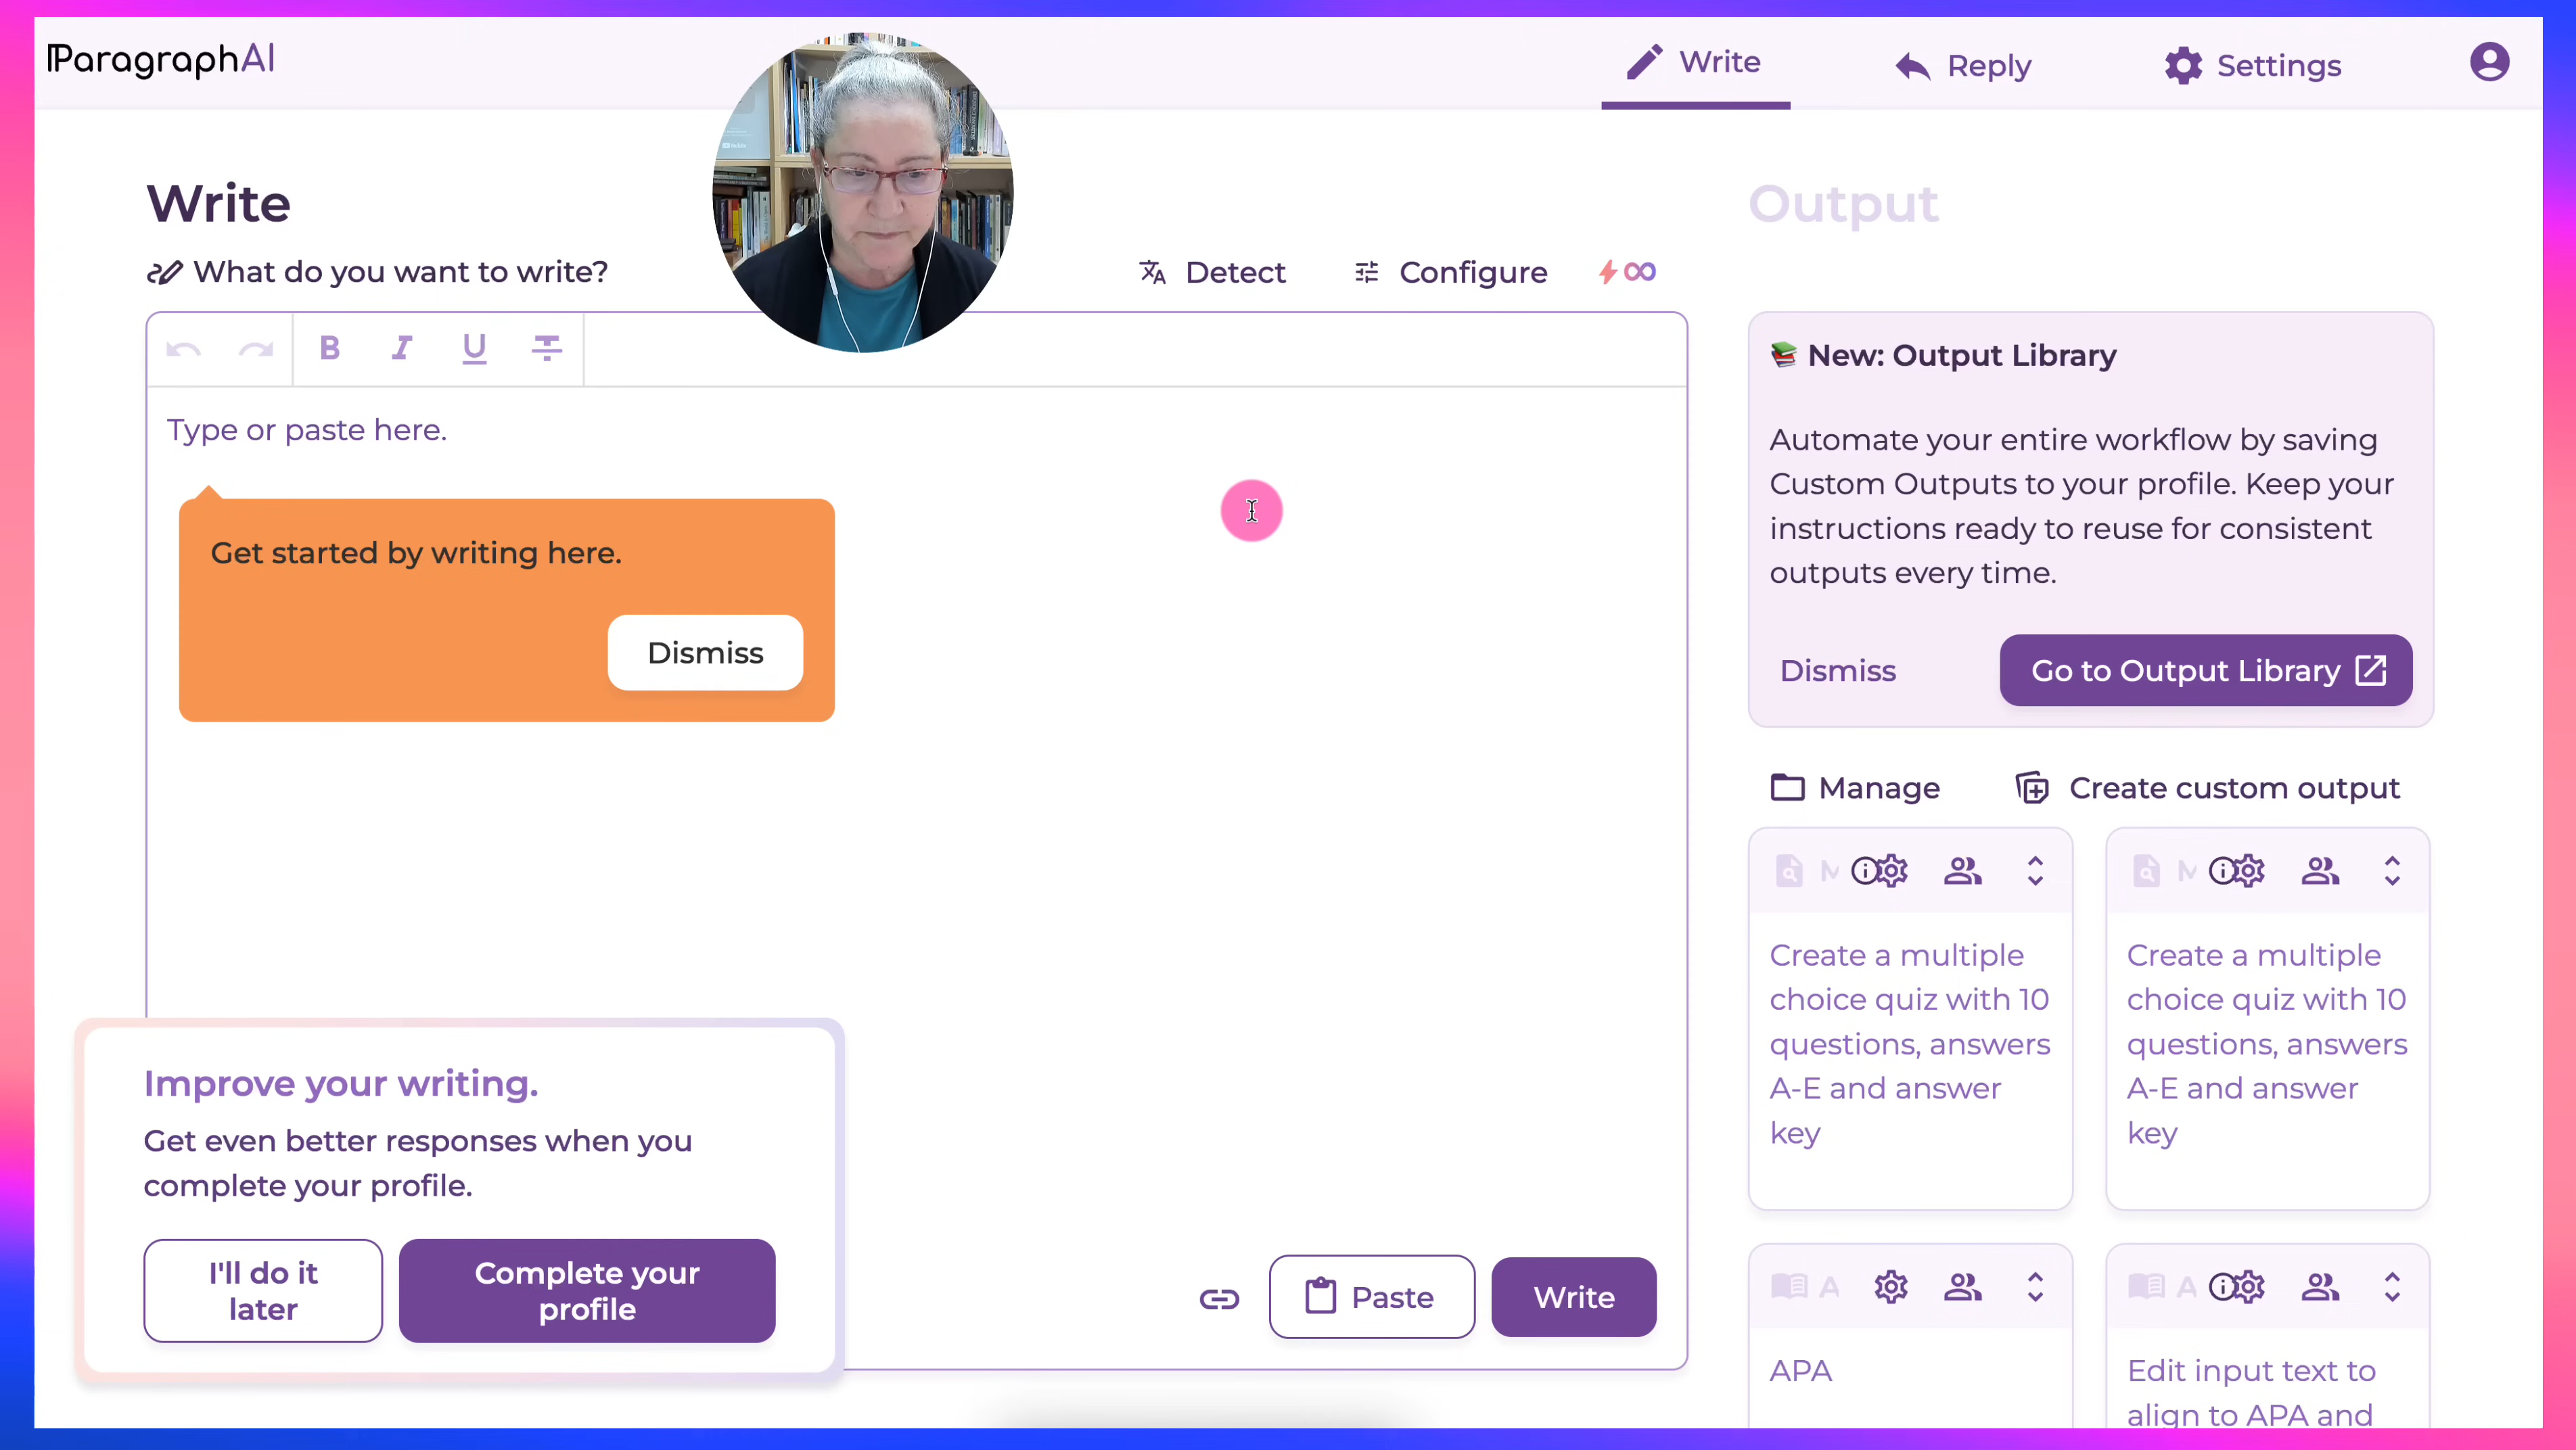 ParagraphAI
Write
Reply
Settings
Write
What do you want to write?
Detect
Configure
B I U
Type or paste here.
Get started by writing here.
Dismiss
Improve your writing.
Get even better responses when you
complete your profile.
I'll do it
later
Complete your
profile
Paste
Write
Output
New: Output Library
Automate your entire workflow by saving
Custom Outputs to your profile. Keep your
instructions ready to reuse for consistent
outputs every time.
Dismiss
Go to Output Library
Manage
Create custom output
M
Create a multiple
choice quiz with 10
questions, answers
A-E and answer
key
M
Create a multiple
choice quiz with 10
questions, answers
A-E and answer
key
A
APA
A
Edit input text to
align to APA and